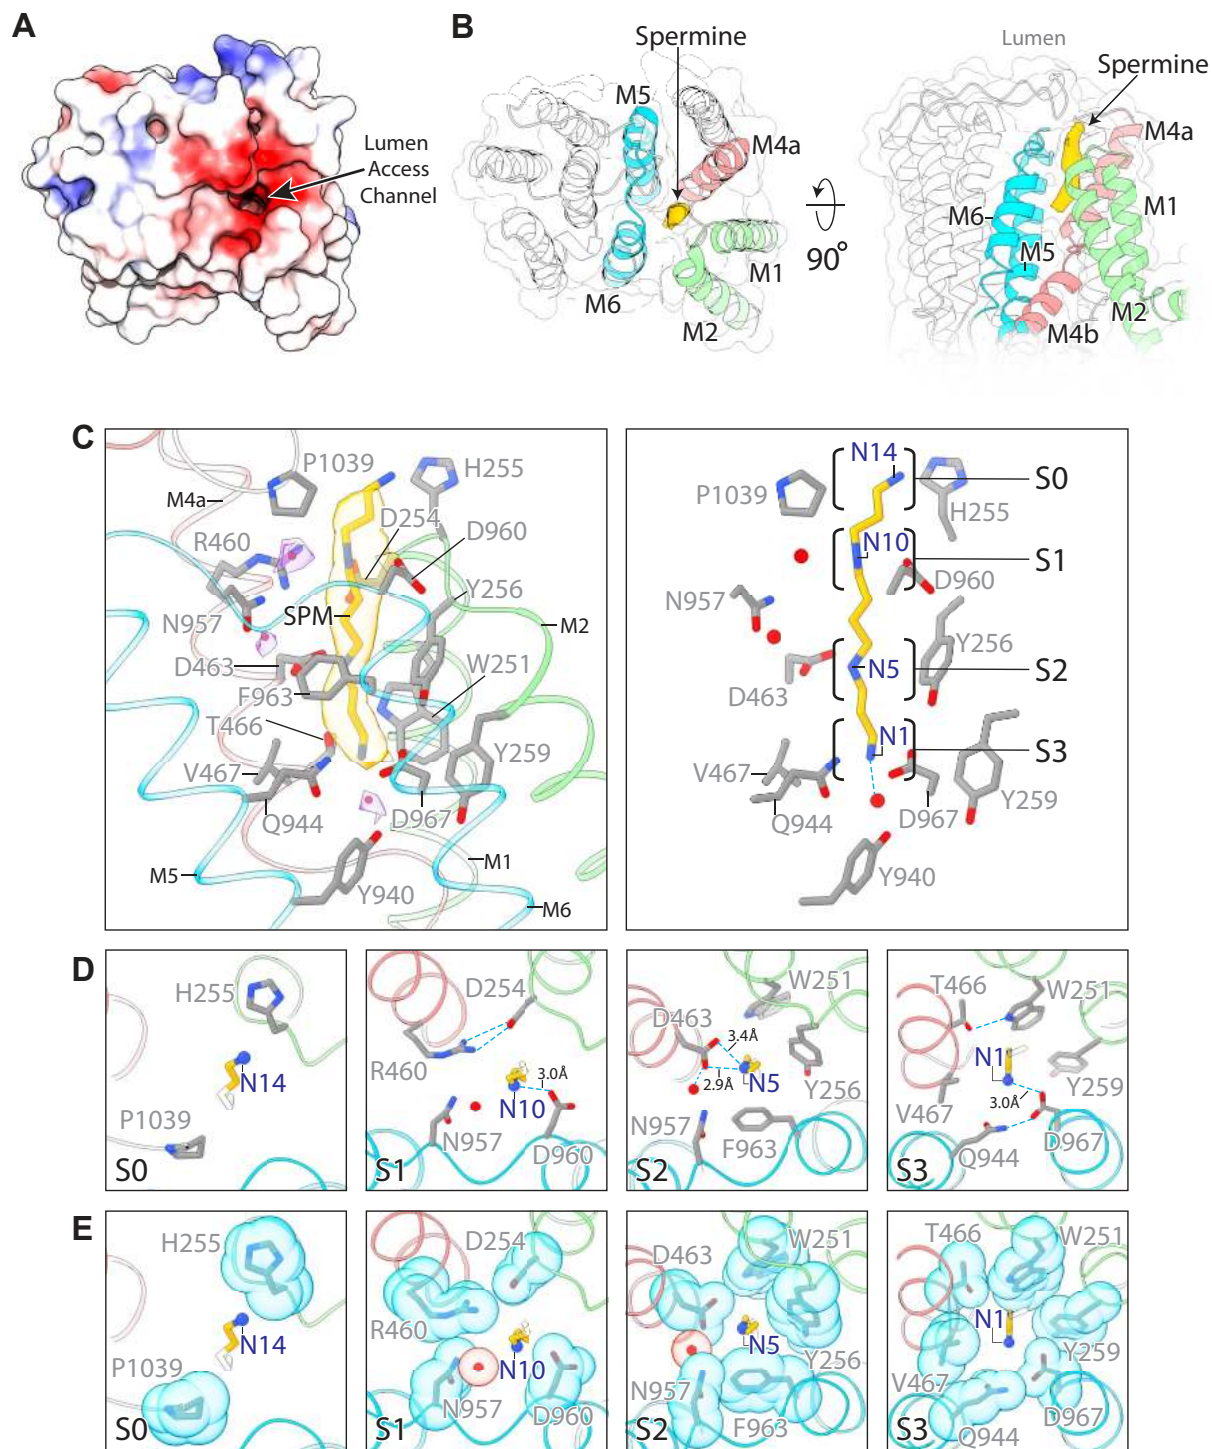 A
Lumen
Access
Channel
B
Spermine
M5
M4a
M1
M6
M2
90°
Lumen
Spermine
M4a
M6
M1
M5
M2
M4b
C
P1039
H255
M4a
D254
D960
R460
Y256
N957
SPM
M2
D463
W251
F963
T466
Y259
V467
Q944
D967
M5
M1
Y940
M6
N14
S0
P1039
H255
N10
S1
D960
N957
Y256
N5
S2
D463
N1
S3
V467
Y259
Q944
D967
Y940
D
H255
N14
P1039
S0
D254
R460
3.0Å
N10
N957
D960
S1
W251
D463
3.4Å
2.9Å
N5
Y256
N957
F963
S2
T466
W251
N1
Y259
3.0Å
V467
Q944
D967
S3
E
H255
N14
P1039
S0
D254
R460
N10
N957
D960
S1
D463
W251
N5
Y256
N957
F963
S2
T466
W251
N1
Y259
V467
D967
Q944
S3